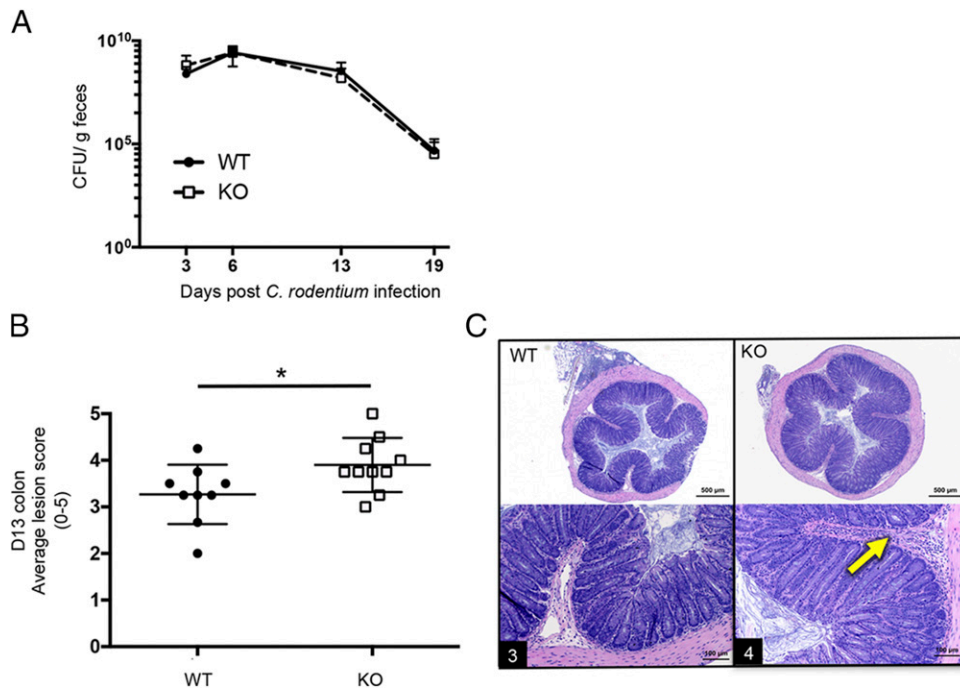 A
10^10
10^5
10^0
CFU/ g feces
WT
KO
3 6 13 19
Days post C. rodentium infection
B
*
D13 colon
Average lesion score
(0-5)
5
4
3
2
1
0
WT KO
C
WT
KO
500 µm
500 µm
3
100 µm
4
100 µm